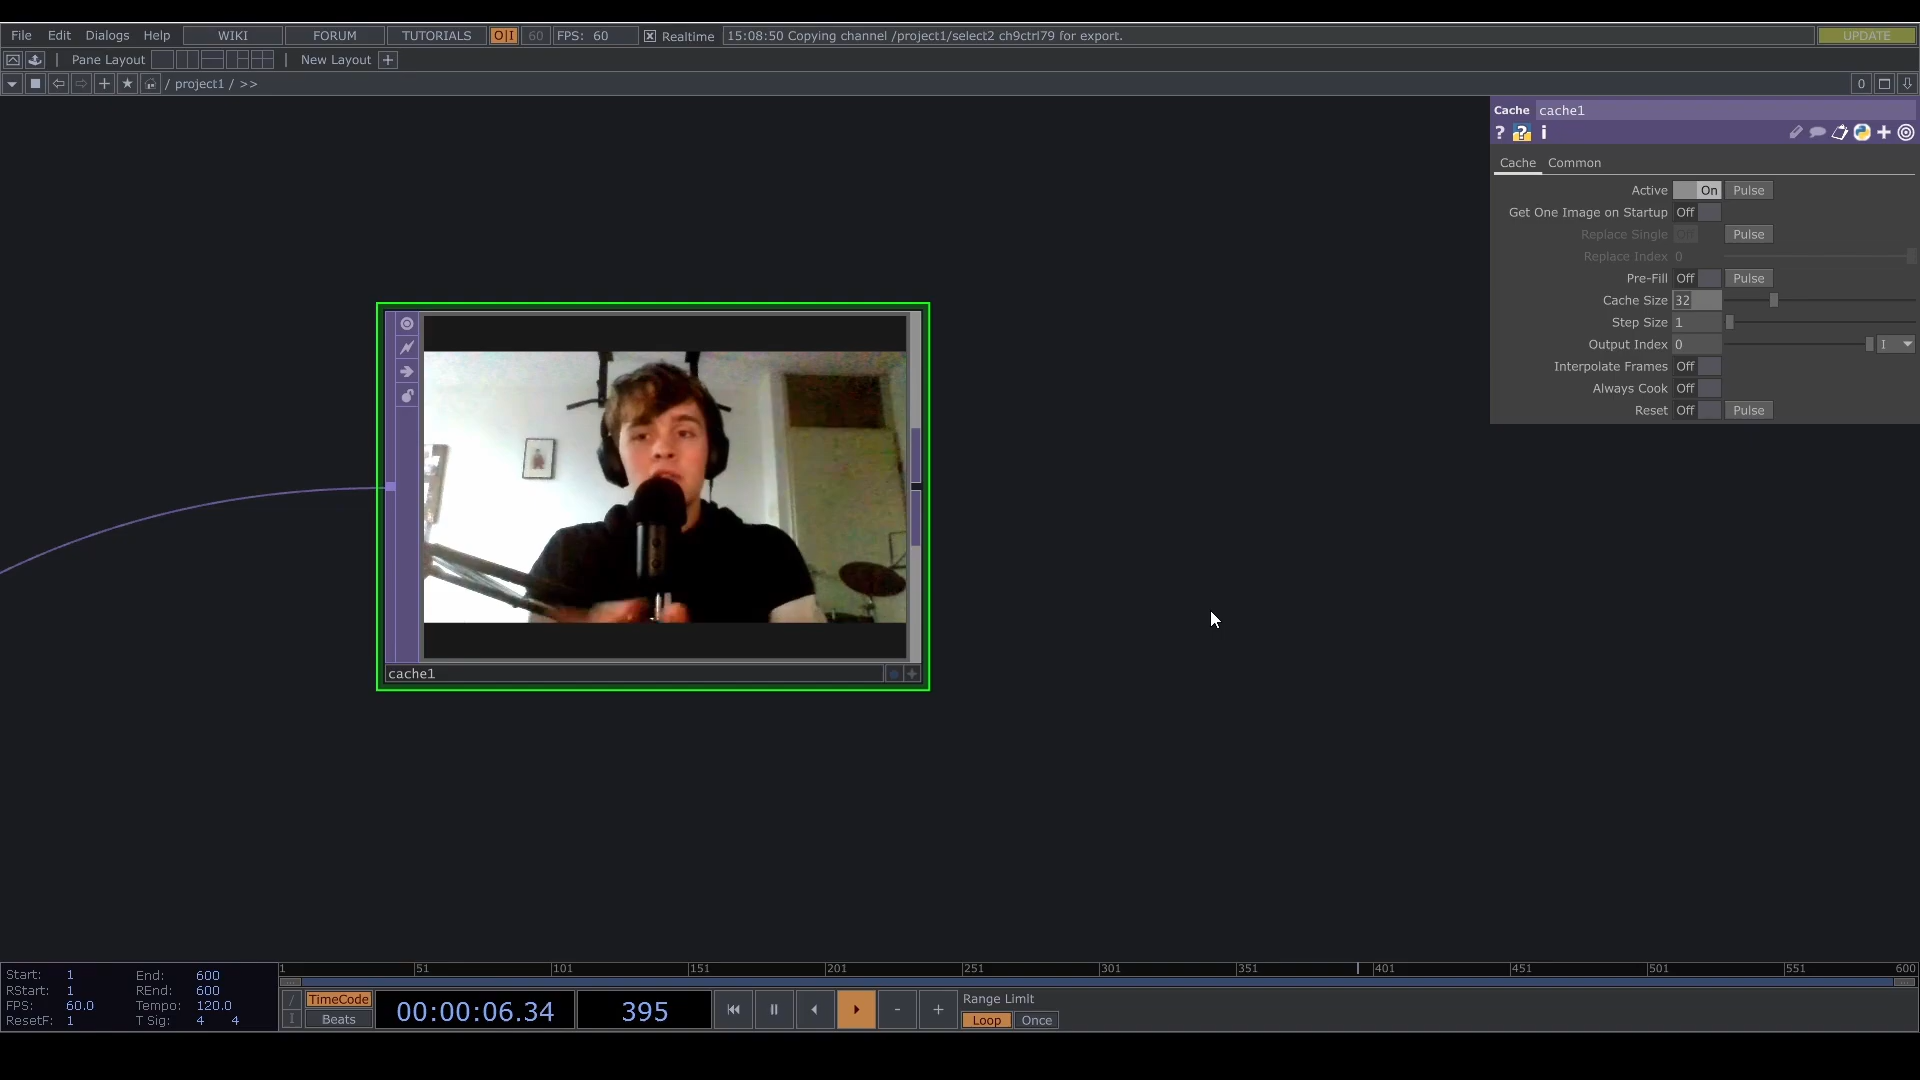 File Edit Dialogs Help WIKI FORUM TUTORIALS O|I 60 FPS: 60 Realtime 15:08:50 Copying channel /project1/select2 ch9ctrl79 for export. UPDATE
Pane Layout New Layout +
/ project1 / >> 0
Cache cache1
? ? i
Cache Common
Active On Pulse
Get One Image on Startup Off
Replace Single Off Pulse
Replace Index 0
Pre-Fill Off Pulse
Cache Size 32
Step Size 1
Output Index 0 I
Interpolate Frames Off
Always Cook Off
Reset Off Pulse
cache1
1 51 101 151 201 251 301 351 401 451 501 551 600
Start: 1 End: 600
RStart: 1 REnd: 600
FPS: 60.0 Tempo: 120.0
ResetF: 1 T Sig: 4 4
/ TimeCode
I Beats
00:00:06.34 395 - +
Range Limit
Loop Once